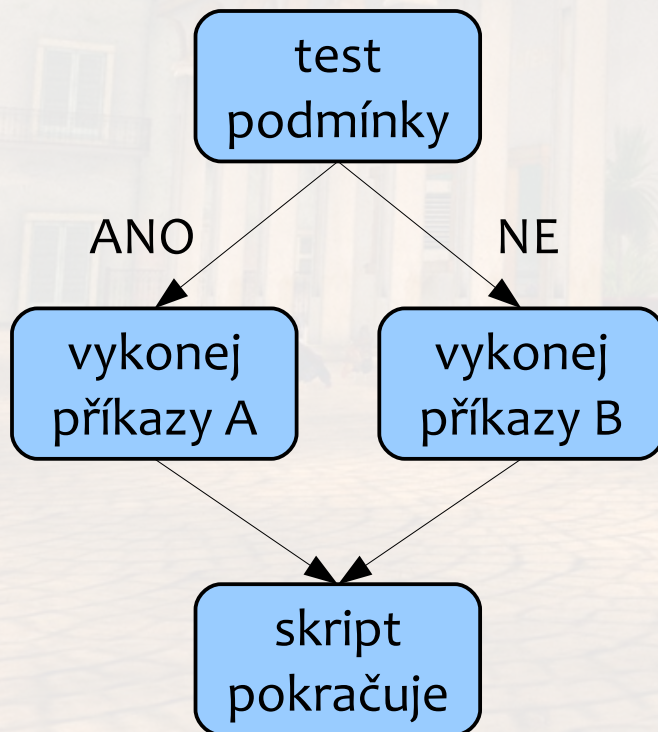 test
podmínky
ANO
NE
vykonej
příkazy A
vykonej
příkazy B
skript
pokračuje